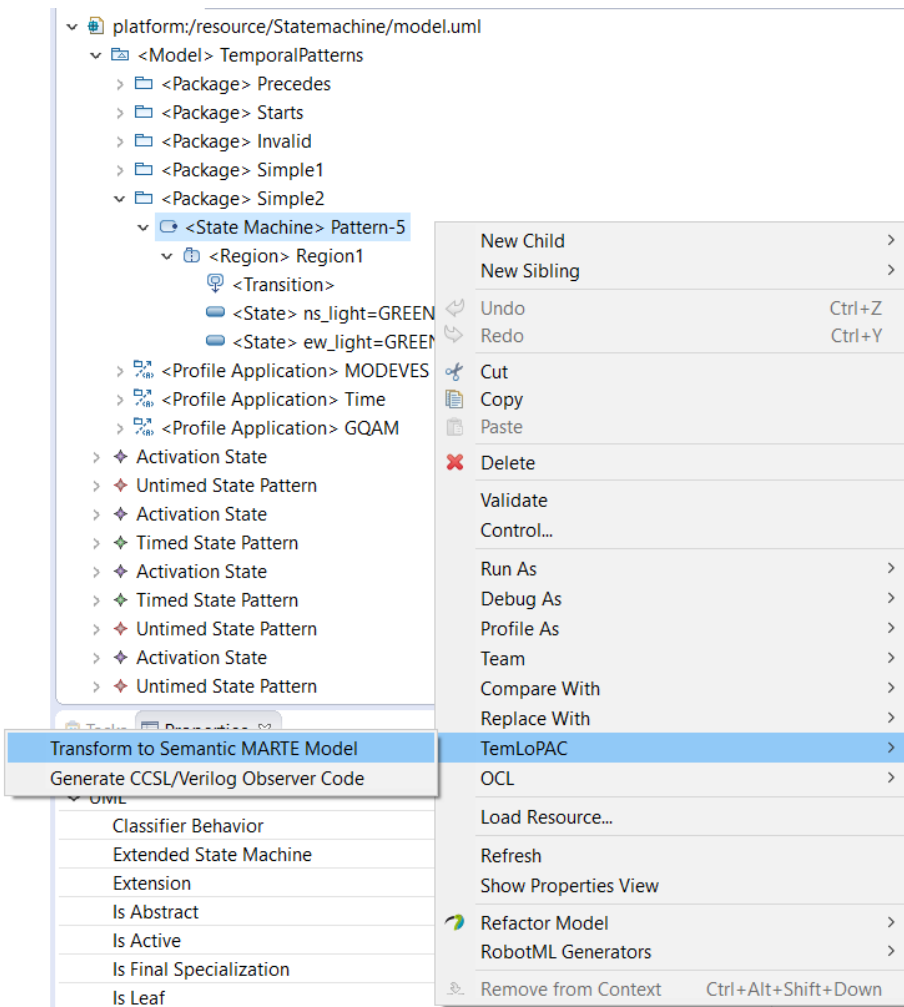 platform:/resource/Statemachine/model.uml
<Model> TemporalPatterns
<Package> Precedes
<Package> Starts
<Package> Invalid
<Package> Simple1
<Package> Simple2
<State Machine> Pattern-5
<Region> Region1
<Transition>
<State> ns_light=GREEN
<State> ew_light=GREEN
<Profile Application> MODEVES
<Profile Application> Time
<Profile Application> GQAM
Activation State
Untimed State Pattern
Activation State
Timed State Pattern
Activation State
Timed State Pattern
Untimed State Pattern
Activation State
Untimed State Pattern
Tasks Properties
UML
Classifier Behavior
Extended State Machine
Extension
Is Abstract
Is Active
Is Final Specialization
Is Leaf
New Child
New Sibling
Undo Ctrl+Z
Redo Ctrl+Y
Cut
Copy
Paste
Delete
Validate
Control...
Run As
Debug As
Profile As
Team
Compare With
Replace With
TemLoPAC
OCL
Load Resource...
Refresh
Show Properties View
Refactor Model
RobotML Generators
Remove from Context Ctrl+Alt+Shift+Down
Transform to Semantic MARTE Model
Generate CCSL/Verilog Observer Code